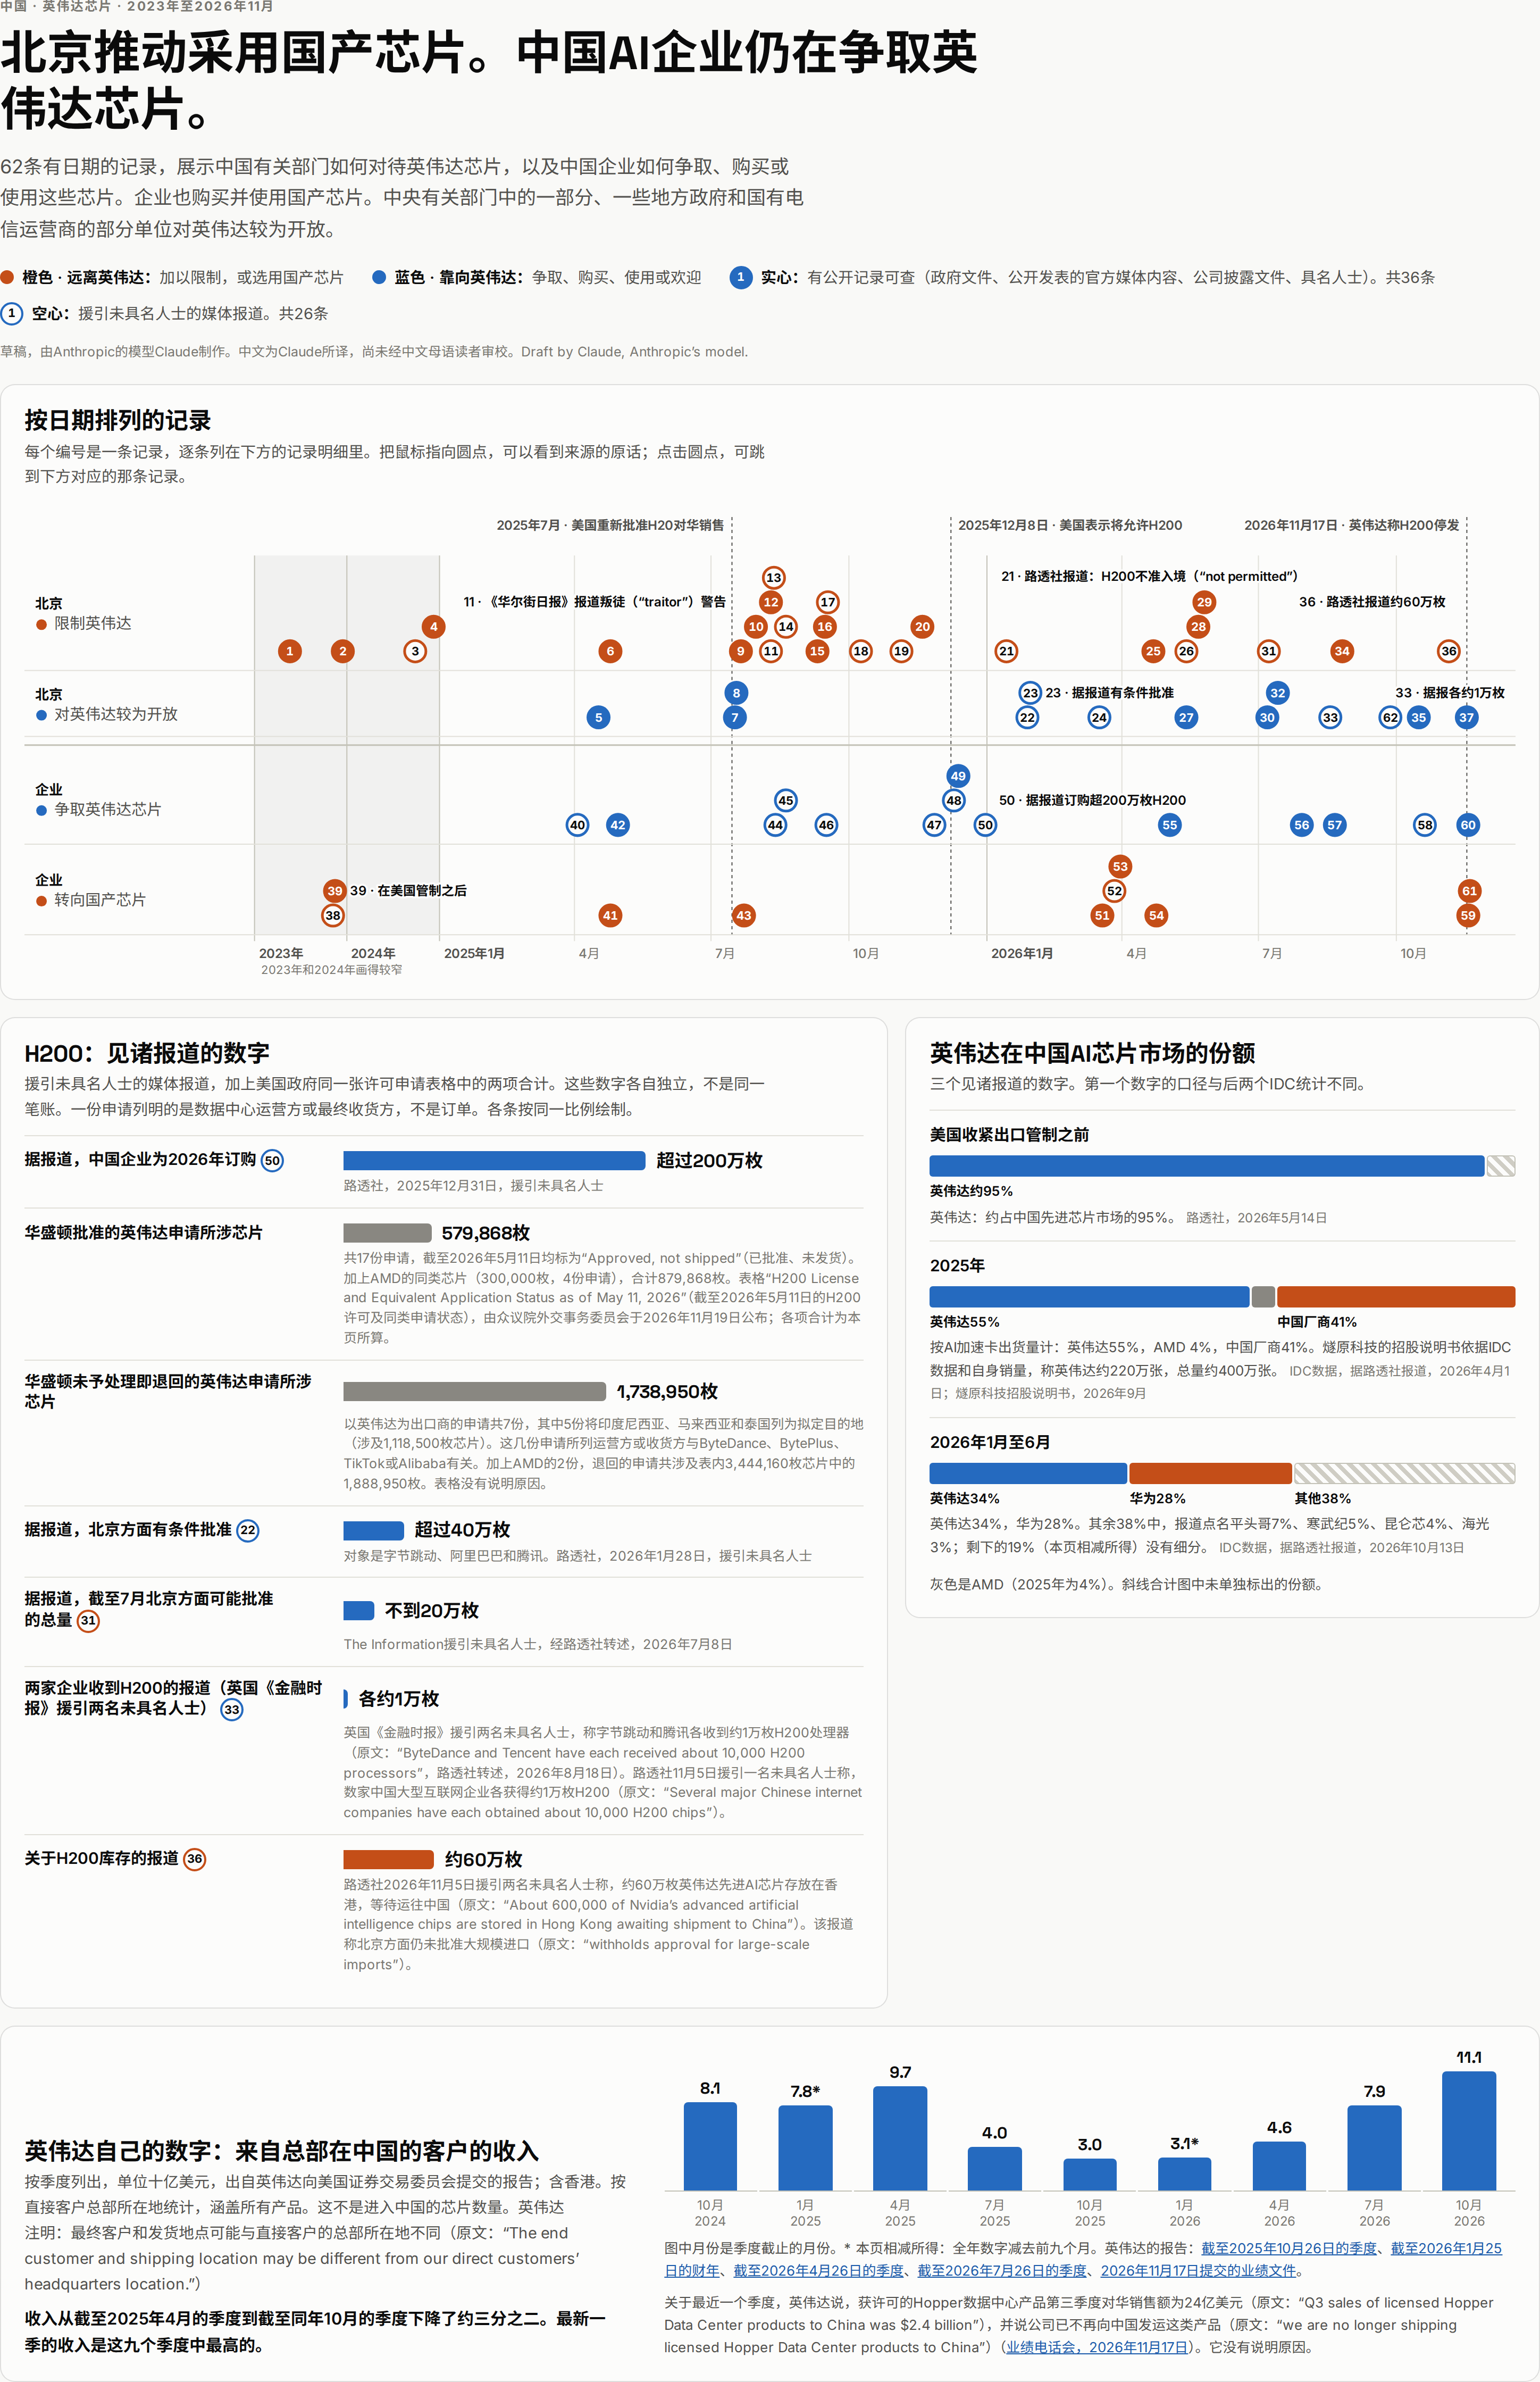 中国 · 英伟达芯片 · 2023年至2026年11月
北京推动采用国产芯片。中国AI企业仍在争取英
伟达芯片。
62条有日期的记录，展示中国有关部门如何对待英伟达芯片，以及中国企业如何争取、购买或
使用这些芯片。企业也购买并使用国产芯片。中央有关部门中的一部分、一些地方政府和国有电
信运营商的部分单位对英伟达较为开放。
橙色 · 远离英伟达：加以限制，或选用国产芯片 蓝色 · 靠向英伟达：争取、购买、使用或欢迎 1 实心：有公开记录可查（政府文件、公开发表的官方媒体内容、公司披露文件、具名人士）。共36条
1 空心：援引未具名人士的媒体报道。共26条
草稿，由Anthropic的模型Claude制作。中文为Claude所译，尚未经中文母语读者审校。Draft by Claude, Anthropic’s model.
按日期排列的记录
每个编号是一条记录，逐条列在下方的记录明细里。把鼠标指向圆点，可以看到来源的原话；点击圆点，可跳
到下方对应的那条记录。
2025年7月 · 美国重新批准H20对华销售 2025年12月8日 · 美国表示将允许H200 2026年11月17日 · 英伟达称H200停发
13 21 · 路透社报道：H200不准入境（“not permitted”）
北京 11 · 《华尔街日报》报道叛徒（“traitor”）警告 12 17 29 36 · 路透社报道约60万枚
限制英伟达 4 10 14 16 20 28
1 2 3 6 9 11 15 18 19 21 25 26 31 34 36
北京 8 23 23 · 据报道有条件批准 32 33 · 据报各约1万枚
对英伟达较为开放 5 7 22 24 27 30 33 62 35 37
49
企业 45 48 50 · 据报道订购超200万枚H200
争取英伟达芯片 40 42 44 46 47 50 55 56 57 58 60
53
企业 39 39 · 在美国管制之后 52 61
转向国产芯片 38 41 43 51 54 59
2023年 2024年 2025年1月 4月 7月 10月 2026年1月 4月 7月 10月
2023年和2024年画得较窄
H200：见诸报道的数字
援引未具名人士的媒体报道，加上美国政府同一张许可申请表格中的两项合计。这些数字各自独立，不是同一
笔账。一份申请列明的是数据中心运营方或最终收货方，不是订单。各条按同一比例绘制。
据报道，中国企业为2026年订购 50 超过200万枚
路透社，2025年12月31日，援引未具名人士
华盛顿批准的英伟达申请所涉芯片 579,868枚
共17份申请，截至2026年5月11日均标为“Approved, not shipped”（已批准、未发货）。
加上AMD的同类芯片（300,000枚，4份申请），合计879,868枚。表格“H200 License
and Equivalent Application Status as of May 11, 2026”（截至2026年5月11日的H200
许可及同类申请状态），由众议院外交事务委员会于2026年11月19日公布；各项合计为本
页所算。
华盛顿未予处理即退回的英伟达申请所涉
芯片
1,738,950枚
以英伟达为出口商的申请共7份，其中5份将印度尼西亚、马来西亚和泰国列为拟定目的地
（涉及1,118,500枚芯片）。这几份申请所列运营方或收货方与ByteDance、BytePlus、
TikTok或Alibaba有关。加上AMD的2份，退回的申请共涉及表内3,444,160枚芯片中的
1,888,950枚。表格没有说明原因。
据报道，北京方面有条件批准 22 超过40万枚
对象是字节跳动、阿里巴巴和腾讯。路透社，2026年1月28日，援引未具名人士
据报道，截至7月北京方面可能批准
的总量 31
不到20万枚
The Information援引未具名人士，经路透社转述，2026年7月8日
两家企业收到H200的报道（英国《金融时
报》援引两名未具名人士） 33
各约1万枚
英国《金融时报》援引两名未具名人士，称字节跳动和腾讯各收到约1万枚H200处理器
（原文：“ByteDance and Tencent have each received about 10,000 H200
processors”，路透社转述，2026年8月18日）。路透社11月5日援引一名未具名人士称，
数家中国大型互联网企业各获得约1万枚H200（原文：“Several major Chinese internet
companies have each obtained about 10,000 H200 chips”）。
关于H200库存的报道 36 约60万枚
路透社2026年11月5日援引两名未具名人士称，约60万枚英伟达先进AI芯片存放在香
港，等待运往中国（原文：“About 600,000 of Nvidia’s advanced artificial
intelligence chips are stored in Hong Kong awaiting shipment to China”）。该报道
称北京方面仍未批准大规模进口（原文：“withholds approval for large-scale
imports”）。
英伟达在中国AI芯片市场的份额
三个见诸报道的数字。第一个数字的口径与后两个IDC统计不同。
美国收紧出口管制之前
英伟达约95%
英伟达：约占中国先进芯片市场的95%。 路透社，2026年5月14日
2025年
英伟达55% 中国厂商41%
按AI加速卡出货量计：英伟达55%，AMD 4%，中国厂商41%。燧原科技的招股说明书依据IDC
数据和自身销量，称英伟达约220万张，总量约400万张。 IDC数据，据路透社报道，2026年4月1
日；燧原科技招股说明书，2026年9月
2026年1月至6月
英伟达34% 华为28% 其他38%
英伟达34%，华为28%。其余38%中，报道点名平头哥7%、寒武纪5%、昆仑芯4%、海光
3%；剩下的19%（本页相减所得）没有细分。 IDC数据，据路透社报道，2026年10月13日
灰色是AMD（2025年为4%）。斜线合计图中未单独标出的份额。
英伟达自己的数字：来自总部在中国的客户的收入
按季度列出，单位十亿美元，出自英伟达向美国证券交易委员会提交的报告；含香港。按
直接客户总部所在地统计，涵盖所有产品。这不是进入中国的芯片数量。英伟达
注明：最终客户和发货地点可能与直接客户的总部所在地不同（原文：“The end
customer and shipping location may be different from our direct customers’
headquarters location.”）
收入从截至2025年4月的季度到截至同年10月的季度下降了约三分之二。最新一
季的收入是这九个季度中最高的。
8.1 7.8* 9.7 4.0 3.0 3.1* 4.6 7.9 11.1
10月 1月 4月 7月 10月 1月 4月 7月 10月
2024 2025 2025 2025 2025 2026 2026 2026 2026
图中月份是季度截止的月份。* 本页相减所得：全年数字减去前九个月。英伟达的报告：截至2025年10月26日的季度、截至2026年1月25
日的财年、截至2026年4月26日的季度、截至2026年7月26日的季度、2026年11月17日提交的业绩文件。
关于最近一个季度，英伟达说，获许可的Hopper数据中心产品第三季度对华销售额为24亿美元（原文：“Q3 sales of licensed Hopper
Data Center products to China was $2.4 billion”），并说公司已不再向中国发运这类产品（原文：“we are no longer shipping
licensed Hopper Data Center products to China”）（业绩电话会，2026年11月17日）。它没有说明原因。